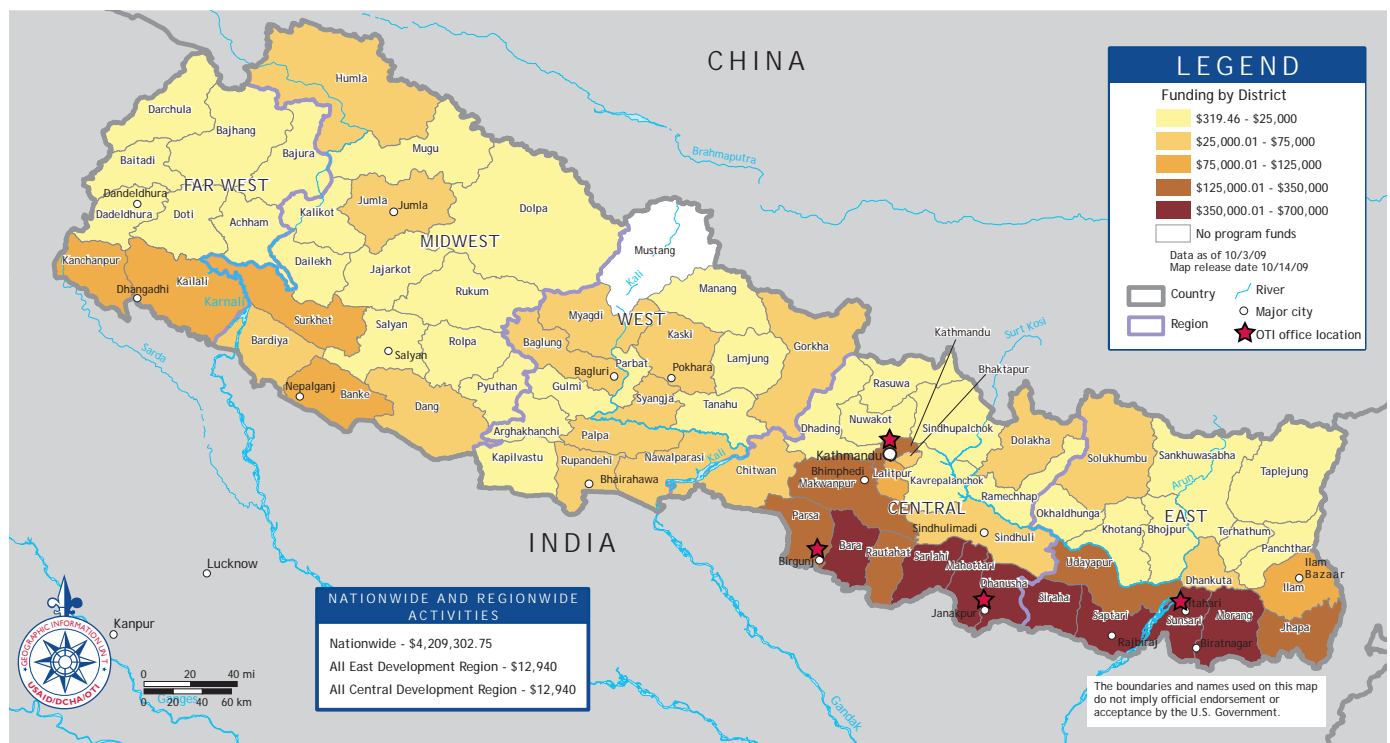 CHINA
INDIA
LEGEND
Funding by District
$319.46 - $25,000
$25,000.01 - $75,000
$75,000.01 - $125,000
$125,000.01 - $350,000
$350,000.01 - $700,000
No program funds
Data as of 10/3/09
Map release date 10/14/09
Country
Region
River
Major city
OTI office location
Brahmaputra
Humla
Darchula
Bajhang
Bajura
Baitadi
Mugu
FAR WEST
Dandeldhura
Dadeldhura
Doti
Achham
Kalikot
Jumla
Jumla
Dolpa
MIDWEST
Kanchanpur
Kailali
Dhangadhi
Karnali
Dailekh
Jajarkot
Rukum
Surkhet
Bardiya
Salyan
Salyan
Rolpa
Nepalganj
Banke
Dang
Pyuthan
Sarda
Mustang
Kali
Manang
WEST
Myagdi
Kaski
Baglung
Parbat
Bagluri
Pokhara
Lamjung
Gorkha
Gulmi
Syangja
Tanahu
Arghakhanchi
Palpa
Kapilvastu
Rupandehi
Nawalparasi
Bhairahawa
Kali
Chitwan
Kathmandu
Surt Kosi
Bhaktapur
Rasuwa
Nuwakot
Sindhupalchok
Dhading
Dolakha
Kathmandu
Bhimphedi
Lalitpur
Makwanpur
Kavrepalanchok
Ramechhap
CENTRAL
Sindhulimadi
Sindhuli
Parsa
Bara
Rautahat
Sarlahi
Mahottari
Dhanusha
Birgunj
Janakpur
Solukhumbu
Sankhuwasabha
Taplejung
Arun
Okhaldhunga
EAST
Khotang
Bhojpur
Terhathum
Panchthar
Udayapur
Dhankuta
Ilam
Bazaar
Ilam
Siraha
Saptari
Itahari
Sunsari
Morang
Jhapa
Rajbiraj
Biratnagar
Lucknow
Kanpur
Ganges
Gandak
GEOGRAPHIC INFORMATION UNIT
USAID/DCHA/OTI
0 20 40 mi
0 20 40 60 km
NATIONWIDE AND REGIONWIDE
ACTIVITIES
Nationwide - $4,209,302.75
All East Development Region - $12,940
All Central Development Region - $12,940
The boundaries and names used on this map
do not imply official endorsement or
acceptance by the U.S. Government.